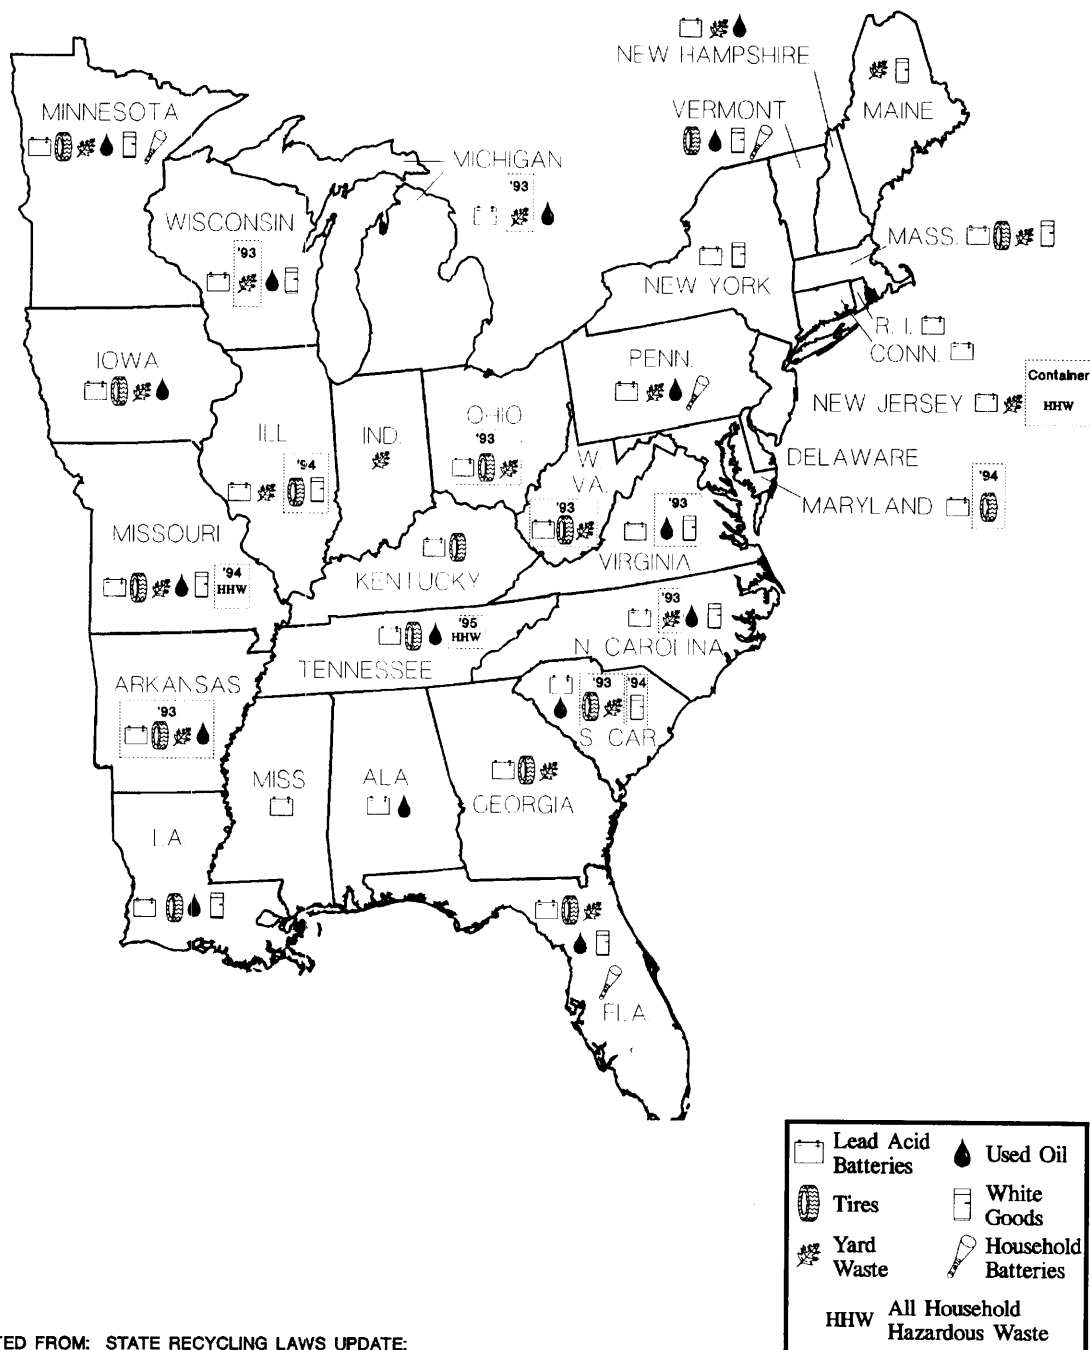 NEW HAMPSHIRE
MAINE
VERMONT
MINNESOTA
MICHIGAN
'93
WISCONSIN
'93
MASS.
NEW YORK
R. I.
CONN.
IOWA
PENN.
Container
HHW
NEW JERSEY
OHIO
'93
ILL
'94
IND.
W.
VA
'93
DELAWARE
'94
MARYLAND
'93
VIRGINIA
MISSOURI
'94
HHW
KENTUCKY
'93
N CAROLINA
'95
HHW
TENNESSEE
ARKANSAS
'93
'93
'94
S CAR
MISS
ALA
GEORGIA
LA.
FLA.
Lead Acid
Batteries
Used Oil
Tires
White
Goods
Yard
Waste
Household
Batteries
HHW All Household
Hazardous Waste
TED FROM: STATE RECYCLING LAWS UPDATE: